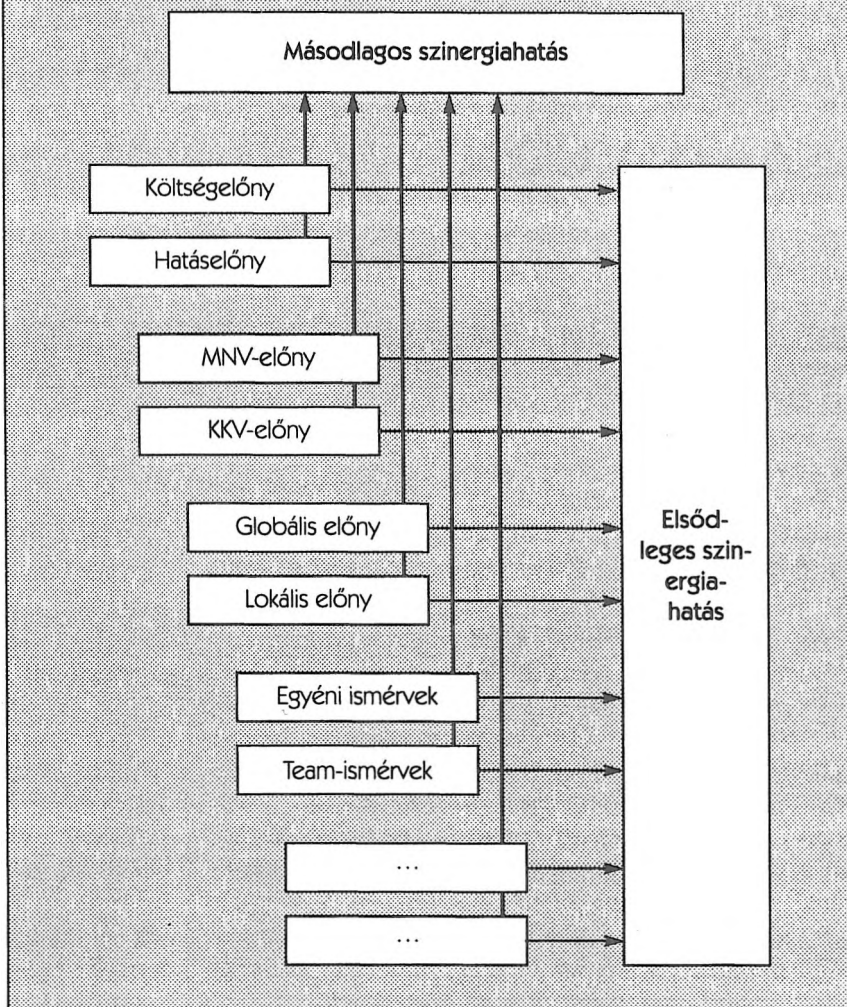 Másodlagos szinergiahatás
Költségelőny
Hatáselőny
MNV-előny
KKV-előny
Globális előny
Lokális előny
Egyéni ismérvek
Team-ismérvek
...
...
Elsőd-
leges szin-
ergia-
hatás